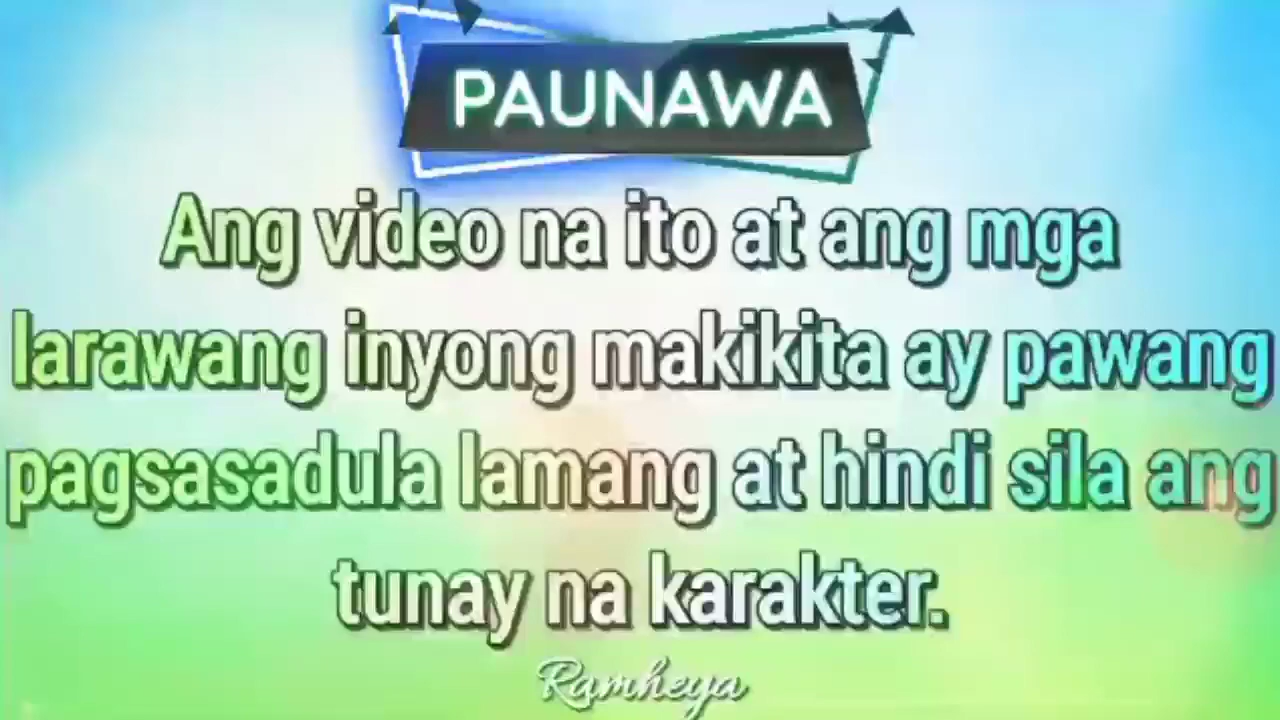 PAUNAWA
Ang video na ito at ang mga
larawang inyong makikita ay pawang
pagsasadula lamang at hindi sila ang
tunay na karakter.
Ramheya